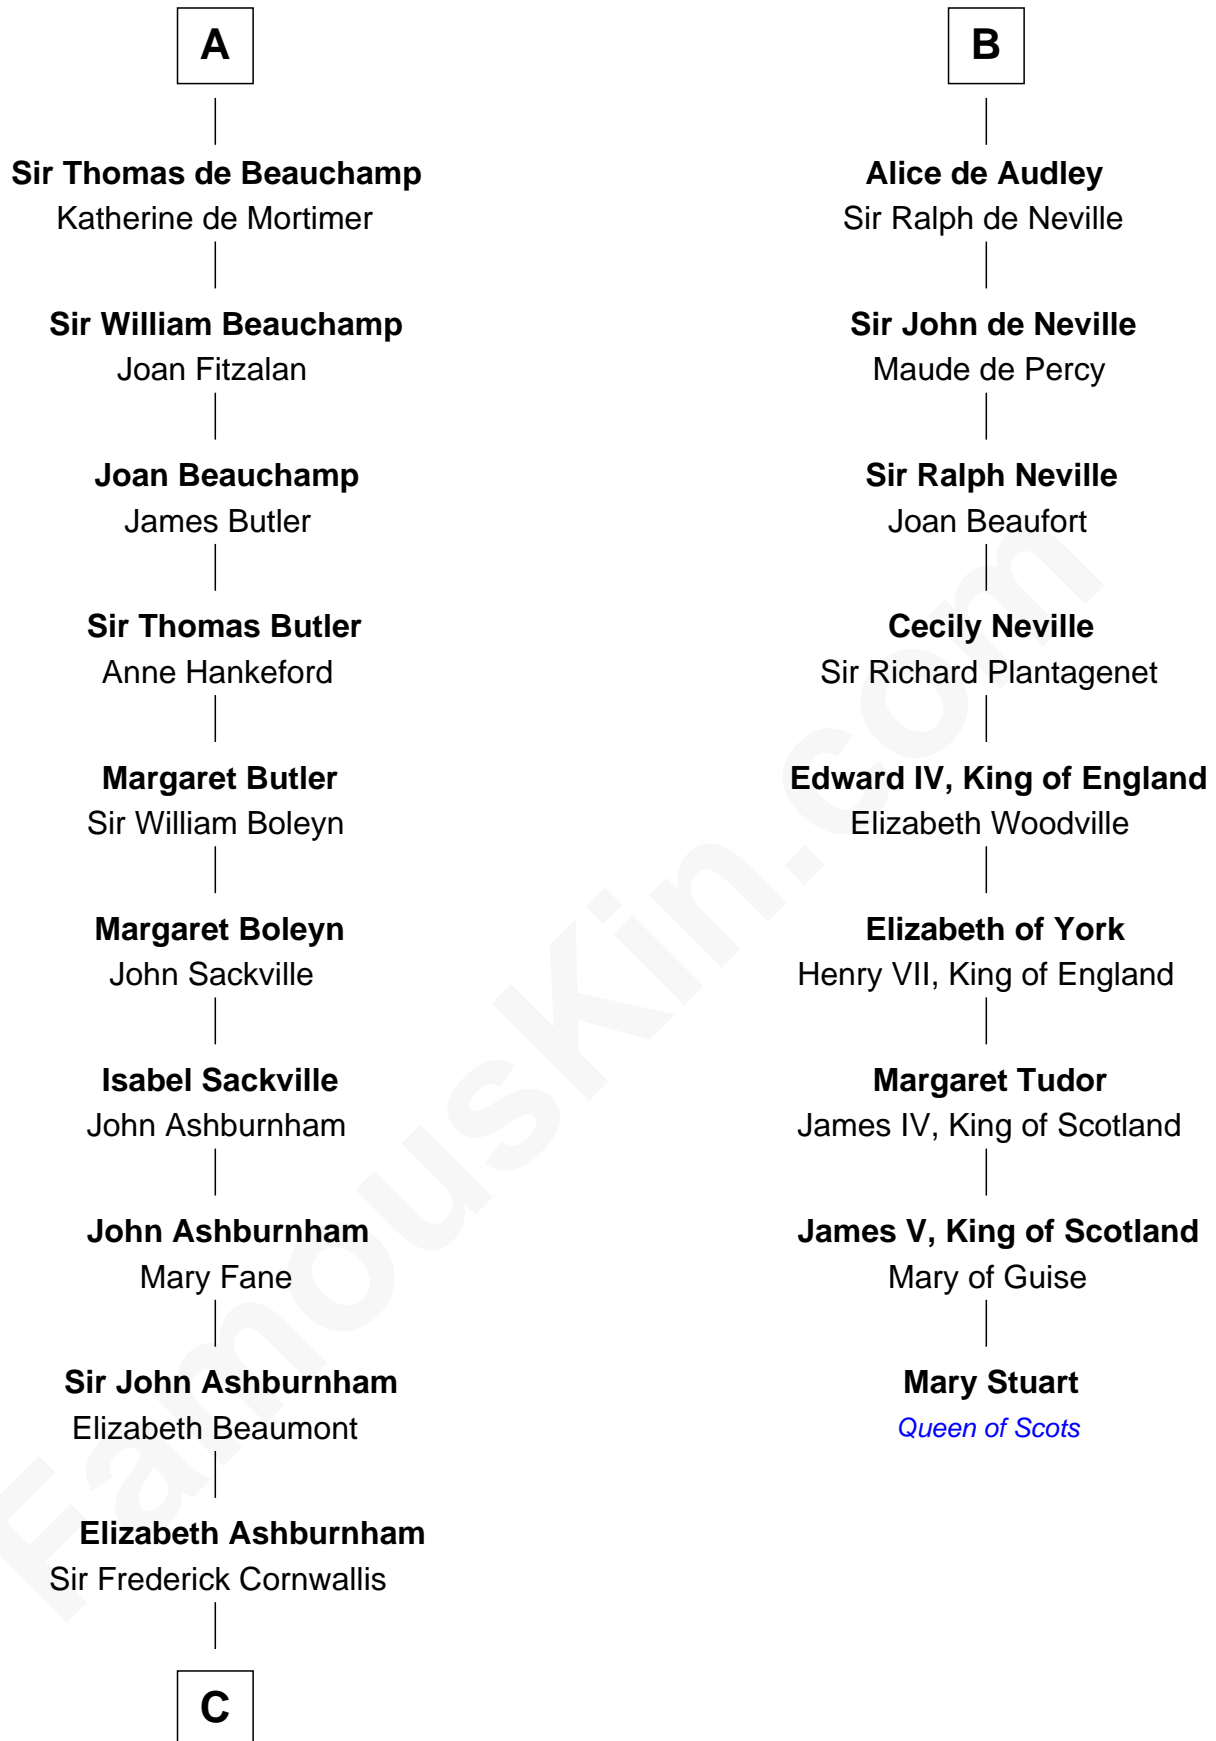 A
Sir Thomas de Beauchamp
Katherine de Mortimer
Sir William Beauchamp
Joan Fitzalan
Joan Beauchamp
James Butler
Sir Thomas Butler
Anne Hankeford
Margaret Butler
Sir William Boleyn
Margaret Boleyn
John Sackville
Isabel Sackville
John Ashburnham
John Ashburnham
Mary Fane
Sir John Ashburnham
Elizabeth Beaumont
Elizabeth Ashburnham
Sir Frederick Cornwallis
C
B
Alice de Audley
Sir Ralph de Neville
Sir John de Neville
Maude de Percy
Sir Ralph Neville
Joan Beaufort
Cecily Neville
Sir Richard Plantagenet
Edward IV, King of England
Elizabeth Woodville
Elizabeth of York
Henry VII, King of England
Margaret Tudor
James IV, King of Scotland
James V, King of Scotland
Mary of Guise
Mary Stuart
Queen of Scots
FamousKin.com